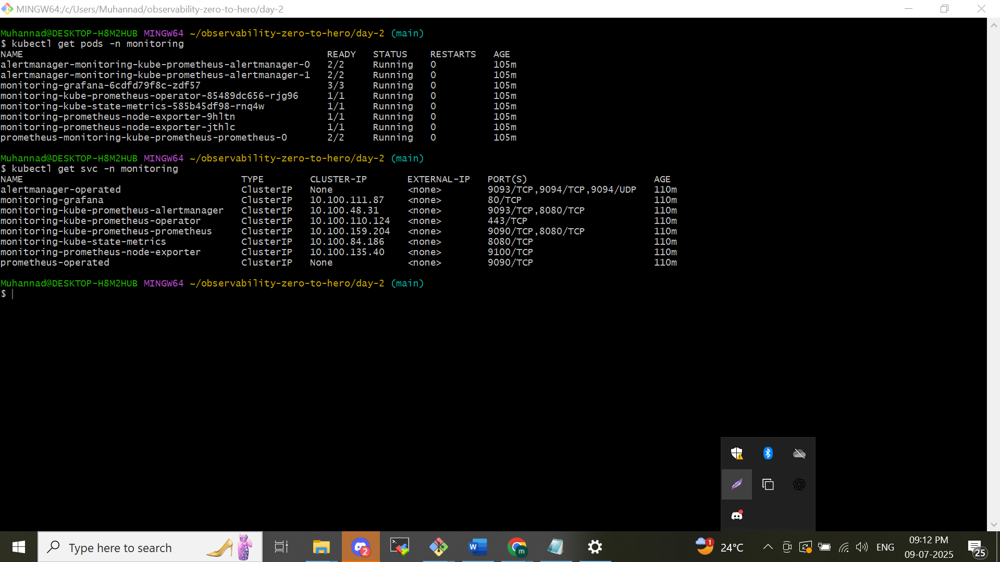 MINGW64:/c/Users/Muhannad/observability-zero-to-hero/day-2
Muhannad@DESKTOP-H8M2HUB MINGW64 ~/observability-zero-to-hero/day-2 (main)
$ kubectl get pods -n monitoring
NAME READY STATUS RESTARTS AGE
alertmanager-monitoring-kube-prometheus-alertmanager-0 2/2 Running 0 105m
alertmanager-monitoring-kube-prometheus-alertmanager-1 2/2 Running 0 105m
monitoring-grafana-6cdfd79f8c-zdf57 3/3 Running 0 105m
monitoring-kube-prometheus-operator-85489dc656-rjg96 1/1 Running 0 105m
monitoring-kube-state-metrics-585b45df98-rnq4w 1/1 Running 0 105m
monitoring-prometheus-node-exporter-9hltn 1/1 Running 0 105m
monitoring-prometheus-node-exporter-jthlc 1/1 Running 0 105m
prometheus-monitoring-kube-prometheus-prometheus-0 2/2 Running 0 105m
Muhannad@DESKTOP-H8M2HUB MINGW64 ~/observability-zero-to-hero/day-2 (main)
$ kubectl get svc -n monitoring
NAME TYPE CLUSTER-IP EXTERNAL-IP PORT(S) AGE
alertmanager-operated ClusterIP None <none> 9093/TCP,9094/TCP,9094/UDP 110m
monitoring-grafana ClusterIP 10.100.111.87 <none> 80/TCP 110m
monitoring-kube-prometheus-alertmanager ClusterIP 10.100.48.31 <none> 9093/TCP,8080/TCP 110m
monitoring-kube-prometheus-operator ClusterIP 10.100.110.124 <none> 443/TCP 110m
monitoring-kube-prometheus-prometheus ClusterIP 10.100.159.204 <none> 9090/TCP,8080/TCP 110m
monitoring-kube-state-metrics ClusterIP 10.100.84.186 <none> 8080/TCP 110m
monitoring-prometheus-node-exporter ClusterIP 10.100.135.40 <none> 9100/TCP 110m
prometheus-operated ClusterIP None <none> 9090/TCP 110m
Muhannad@DESKTOP-H8M2HUB MINGW64 ~/observability-zero-to-hero/day-2 (main)
$
Type here to search
2
W
m
1
24°C
ENG
09:12 PM
09-07-2025
25